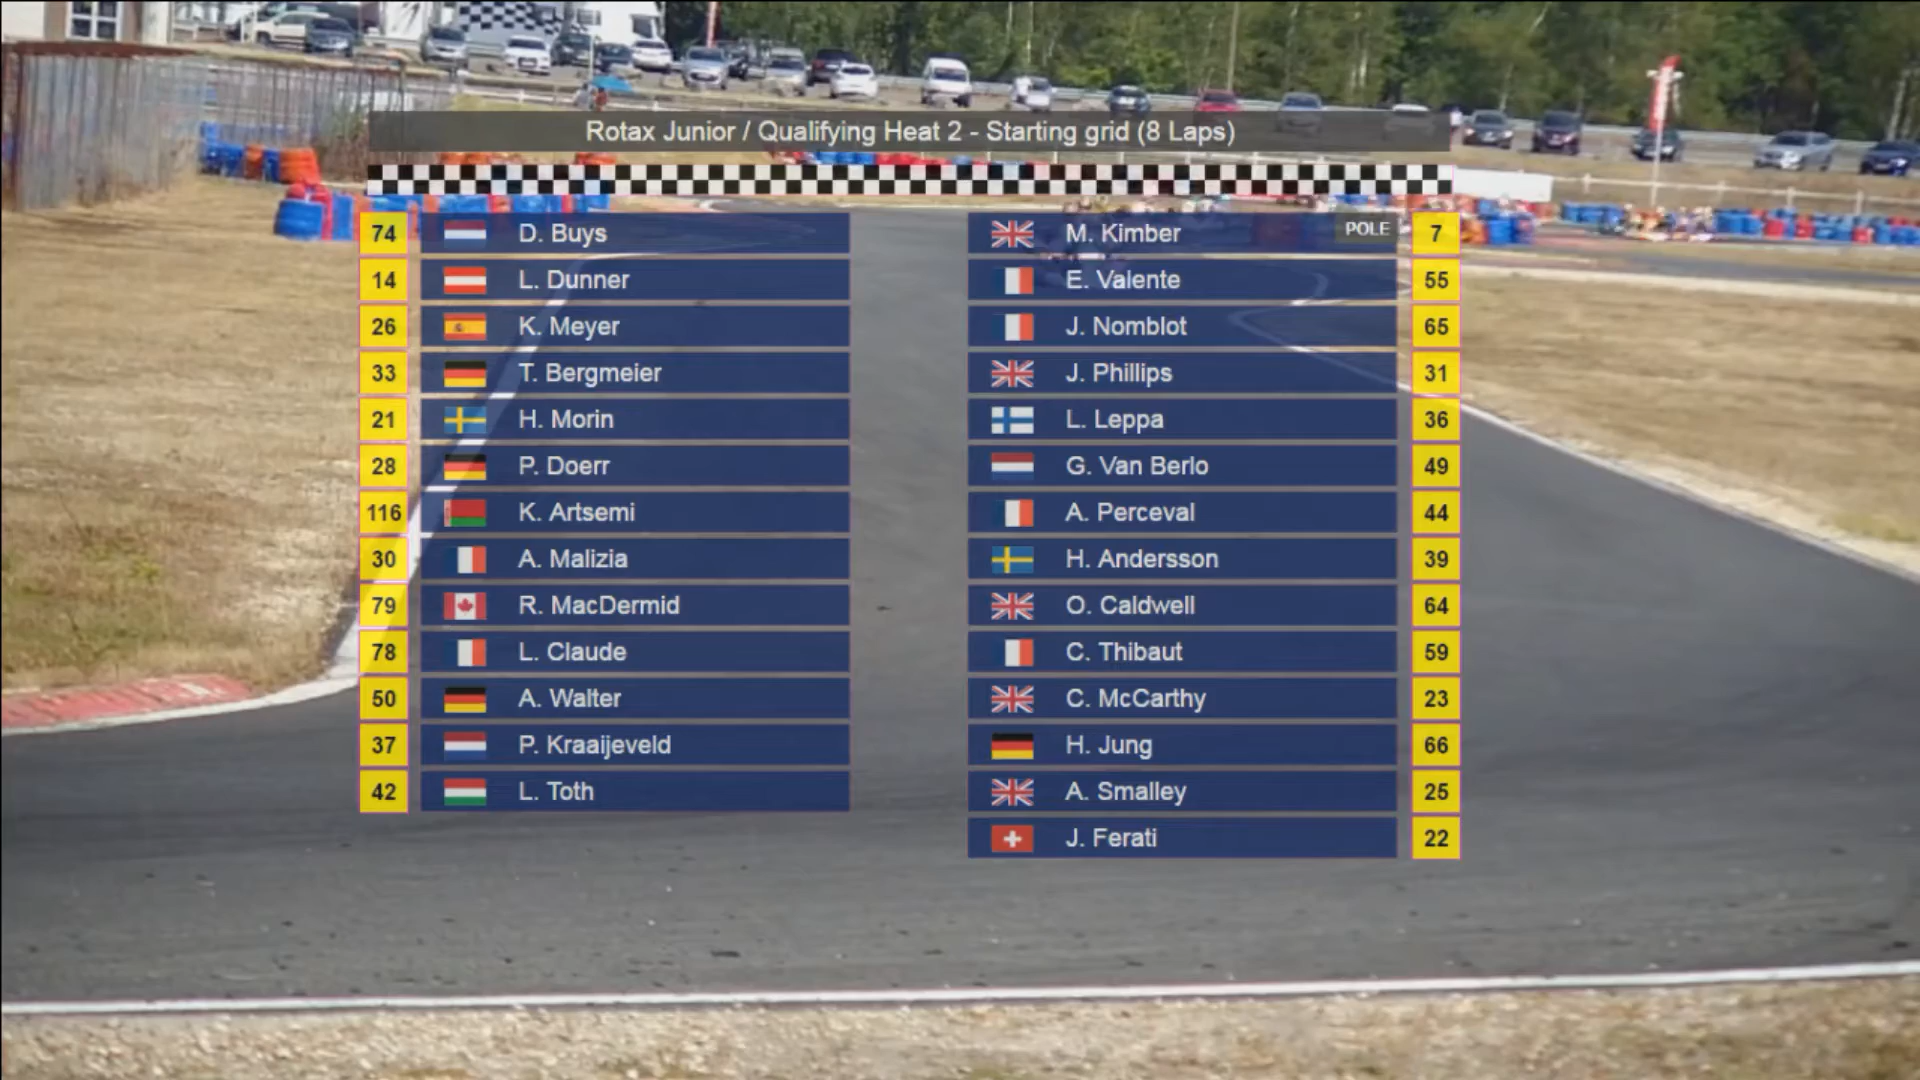 Rotax Junior / Qualifying Heat 2 - Starting grid (8 Laps)
74 D. Buys M. Kimber POLE 7
14 L. Dunner E. Valente 55
26 K. Meyer J. Nomblot 65
33 T. Bergmeier J. Phillips 31
21 H. Morin L. Leppa 36
28 P. Doerr G. Van Berlo 49
116 K. Artsemi A. Perceval 44
30 A. Malizia H. Andersson 39
79 R. MacDermid O. Caldwell 64
78 L. Claude C. Thibaut 59
50 A. Walter C. McCarthy 23
37 P. Kraaijeveld H. Jung 66
42 L. Toth A. Smalley 25
J. Ferati 22